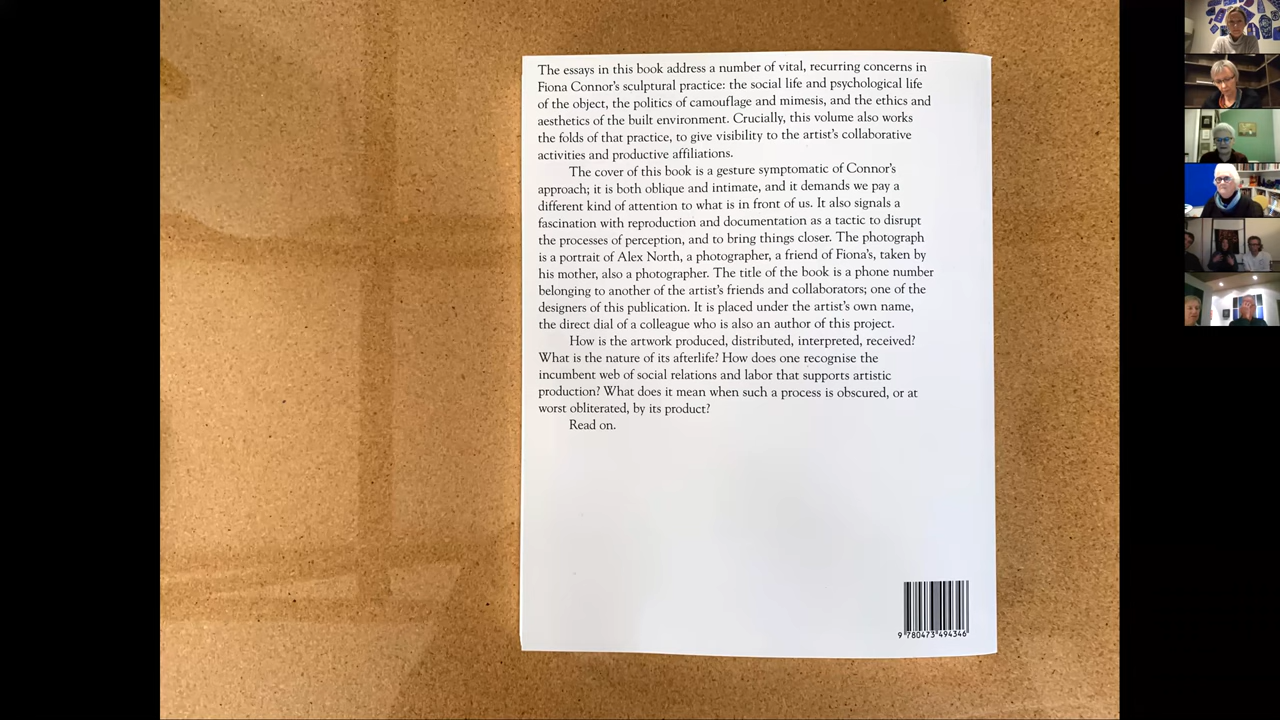 The essays in this book address a number of vital, recurring concerns in
Fiona Connor's sculptural practice: the social life and psychological life
of the object, the politics of camouflage and mimesis, and the ethics and
aesthetics of the built environment. Crucially, this volume also works
the folds of that practice, to give visibility to the artist's collaborative
activities and productive affiliations.
The cover of this book is a gesture symptomatic of Connor's
approach; it is both oblique and intimate, and it demands we pay a
different kind of attention to what is in front of us. It also signals a
fascination with reproduction and documentation as a tactic to disrupt
the processes of perception, and to bring things closer. The photograph
is a portrait of Alex North, a photographer, a friend of Fiona's, taken by
his mother, also a photographer. The title of the book is a phone number
belonging to another of the artist's friends and collaborators; one of the
designers of this publication. It is placed under the artist's own name,
the direct dial of a colleague who is also an author of this project.
How is the artwork produced, distributed, interpreted, received?
What is the nature of its afterlife? How does one recognise the
incumbent web of social relations and labor that supports artistic
production? What does it mean when such a process is obscured, or at
worst obliterated, by its product?
Read on.
9 780473 494346